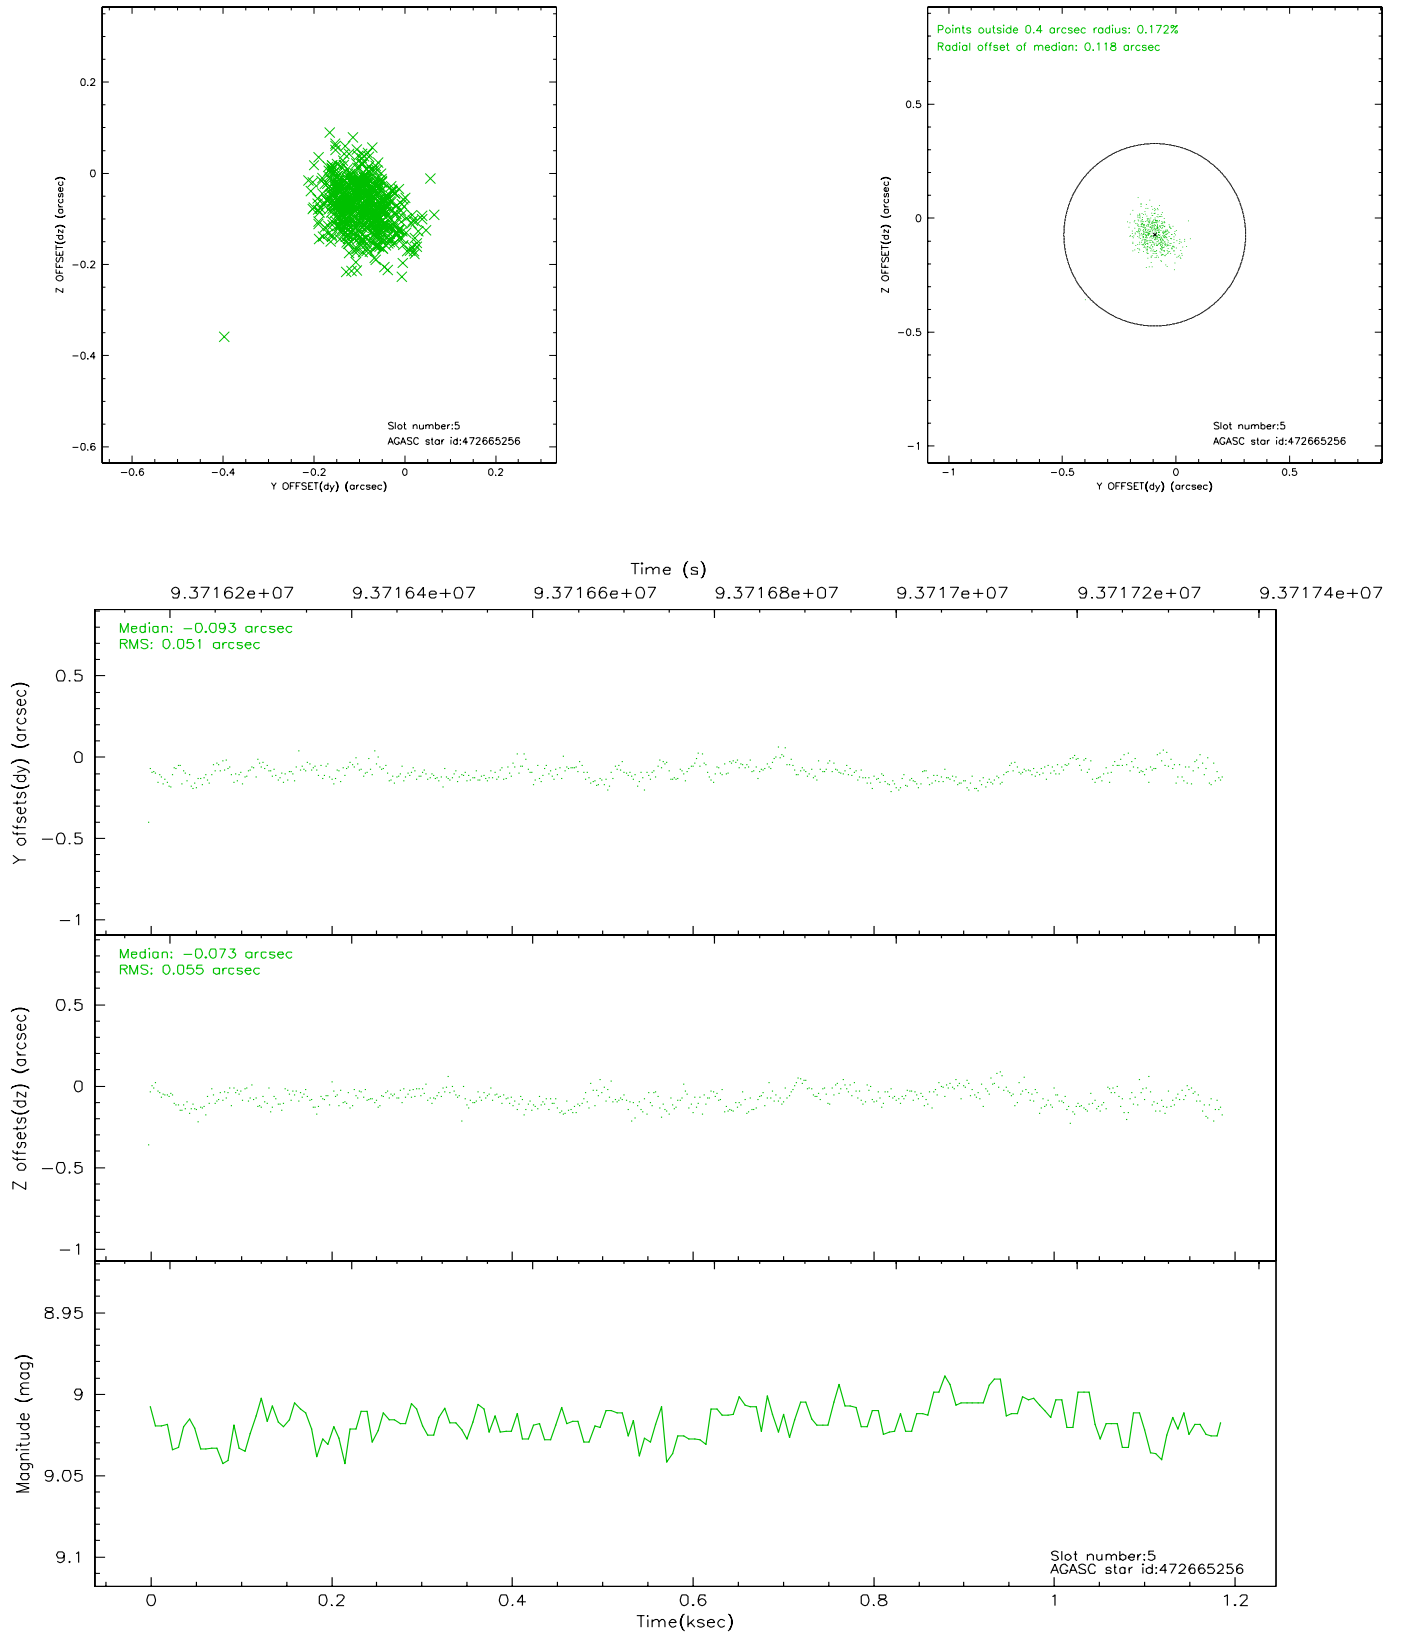 0.2
0
−0.2
−0.4
−0.6
Z OFFSET(dz) (arcsec)
Slot number:5
AGASC star id:472665256
−0.6 −0.4 −0.2 0 0.2
Y OFFSET(dy) (arcsec)
Points outside 0.4 arcsec radius: 0.172%
Radial offset of median: 0.118 arcsec
0.5
0
−0.5
−1
Z OFFSET(dz) (arcsec)
Slot number:5
AGASC star id:472665256
−1 −0.5 0 0.5
Y OFFSET(dy) (arcsec)
Time (s)
9.37162e+07 9.37164e+07 9.37166e+07 9.37168e+07 9.3717e+07 9.37172e+07 9.37174e+07
Median: −0.093 arcsec
RMS: 0.051 arcsec
0.5
0
−0.5
−1
Y offsets(dy) (arcsec)
Median: −0.073 arcsec
RMS: 0.055 arcsec
0.5
0
−0.5
−1
Z offsets(dz) (arcsec)
8.95
9
9.05
9.1
Magnitude (mag)
Slot number:5
AGASC star id:472665256
0 0.2 0.4 0.6 0.8 1 1.2
Time(ksec)